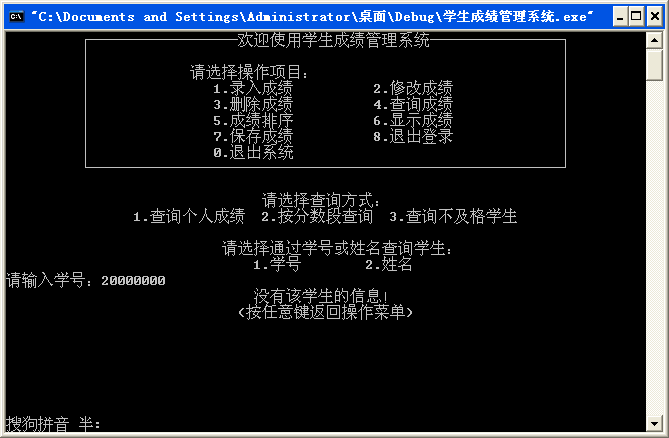 "C:\Documents and Settings\Administrator\桌面\Debug\学生成绩管理系统.exe"
欢迎使用学生成绩管理系统
请选择操作项目:
1.录入成绩 2.修改成绩
3.删除成绩 4.查询成绩
5.成绩排序 6.显示成绩
7.保存成绩 8.退出登录
0.退出系统
请选择查询方式:
1.查询个人成绩 2.按分数段查询 3.查询不及格学生
请选择通过学号或姓名查询学生:
1.学号 2.姓名
请输入学号:20000000
没有该学生的信息!
(按任意键返回操作菜单)
搜狗拼音 半: